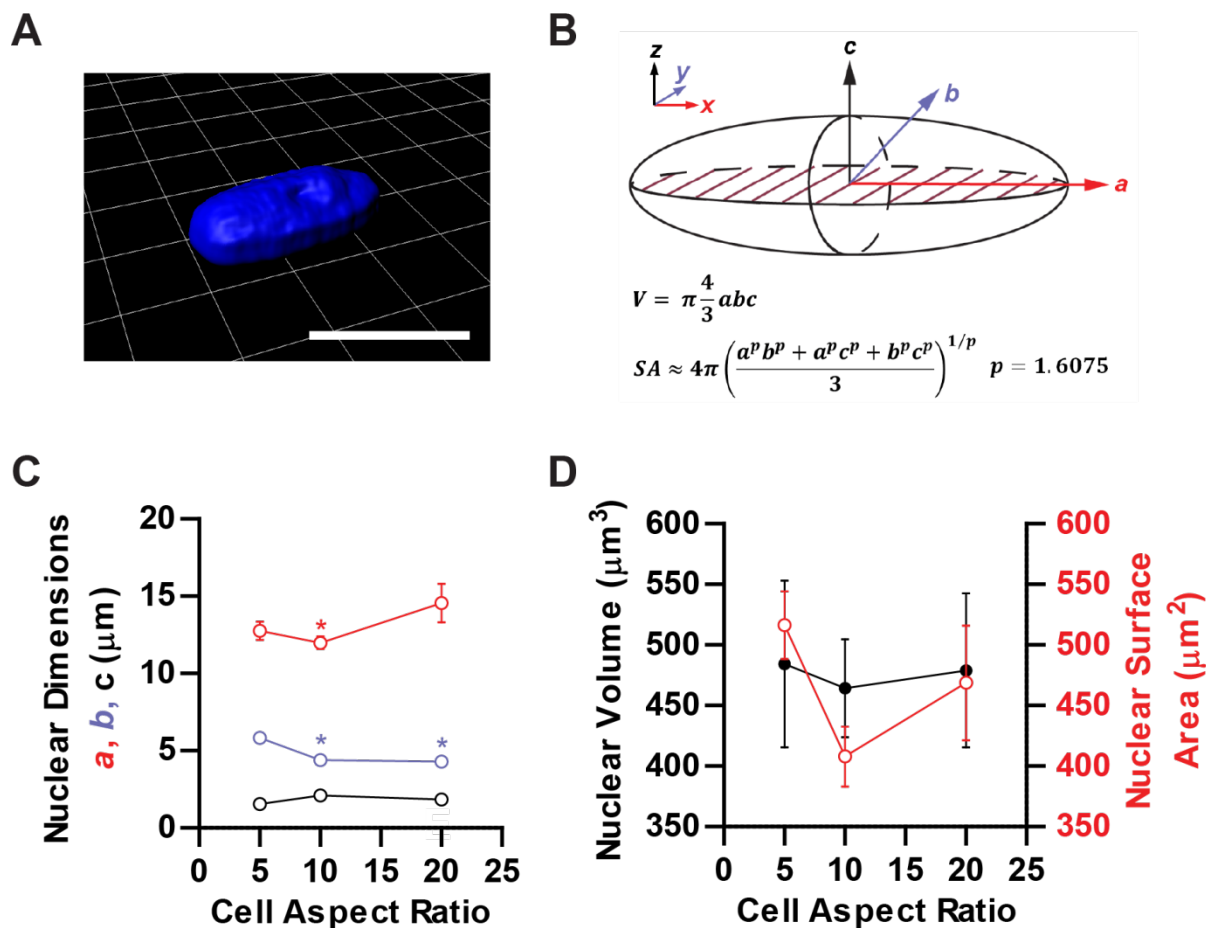 A
B
z
y
x
c
b
a
V = π 4/3 abc
SA ≈ 4π ( (a^p b^p + a^p c^p + b^p c^p) / 3 )^1/p p = 1.6075
C
Nuclear Dimensions
a, b, c (μm)
20
15
10
5
0
*
*
*
0 5 10 15 20 25
Cell Aspect Ratio
D
Nuclear Volume (μm³)
600
550
500
450
400
350
0 5 10 15 20 25
Cell Aspect Ratio
600
550
500
450
400
350
Nuclear Surface
Area (μm²)